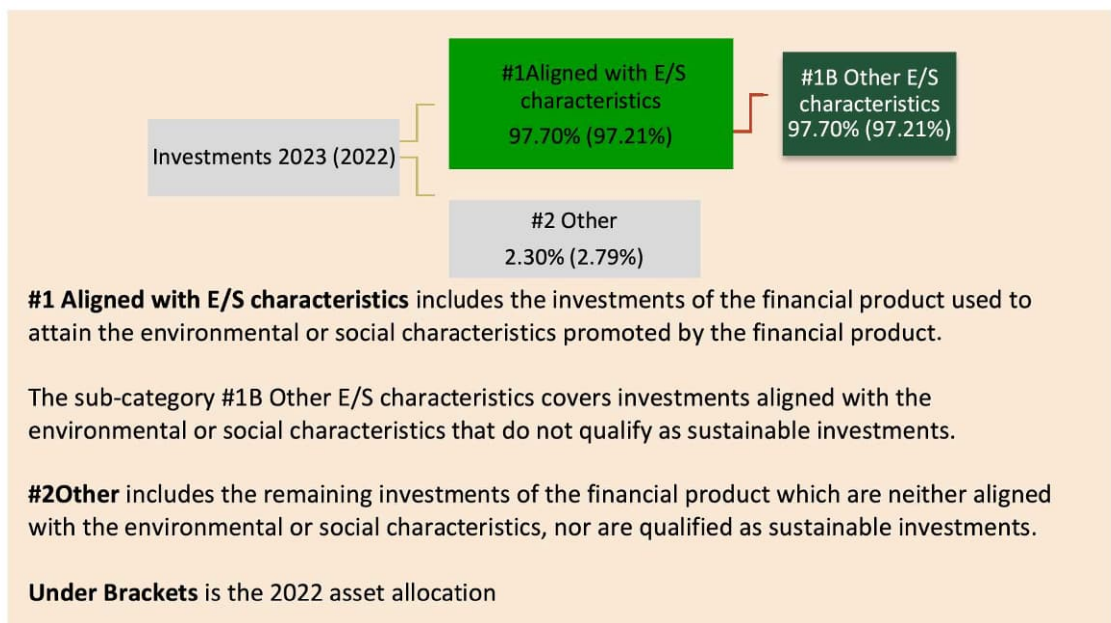 #1Aligned with E/S
characteristics
97.70% (97.21%)
#1B Other E/S
characteristics
97.70% (97.21%)
Investments 2023 (2022)
#2 Other
2.30% (2.79%)
#1 Aligned with E/S characteristics includes the investments of the financial product used to
attain the environmental or social characteristics promoted by the financial product.
The sub-category #1B Other E/S characteristics covers investments aligned with the
environmental or social characteristics that do not qualify as sustainable investments.
#2Other includes the remaining investments of the financial product which are neither aligned
with the environmental or social characteristics, nor are qualified as sustainable investments.
Under Brackets is the 2022 asset allocation